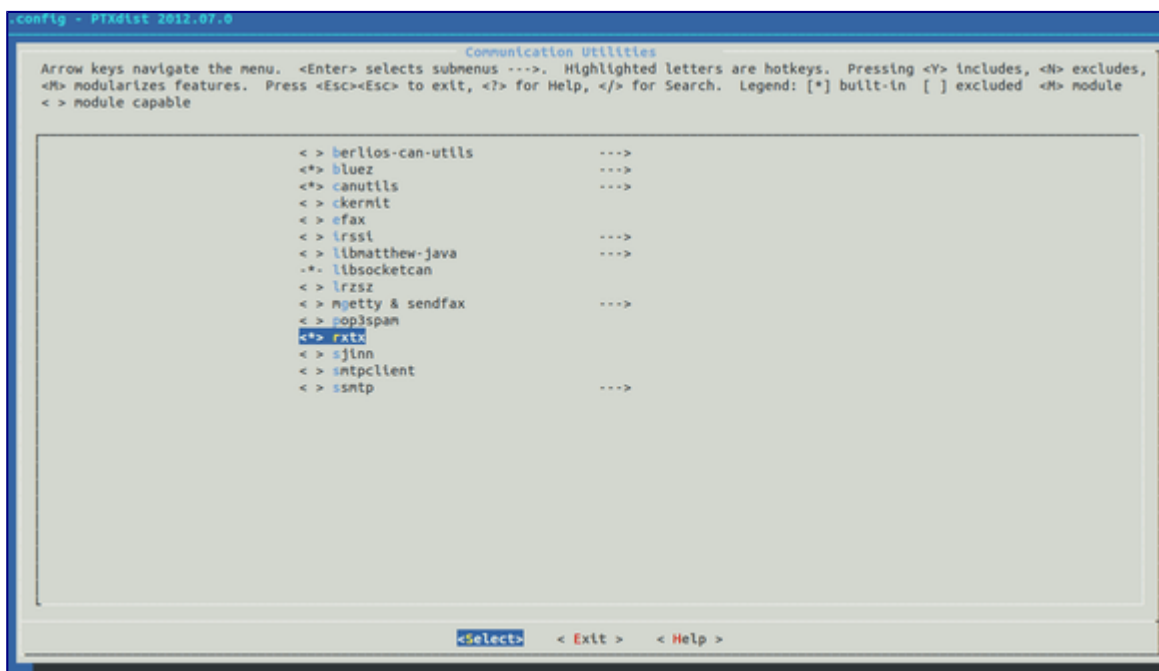 .config - PTXdist 2012.07.0
Communication Utilities
Arrow keys navigate the menu. <Enter> selects submenus --->. Highlighted letters are hotkeys. Pressing <Y> includes, <N> excludes,
<M> modularizes features. Press <Esc><Esc> to exit, <?> for Help, </> for Search. Legend: [*] built-in [ ] excluded <M> module
< > module capable
< > berlios-can-utils --->
<*> bluez --->
<*> canutils --->
< > ckermit
< > efax
< > irssi --->
< > libmatthew-java --->
-*- libsocketcan
< > lrzsz
< > mgetty & sendfax --->
< > pop3spam
<*> rxtx
< > sjinn
< > smtpclient
< > ssmtp --->
<Select> < Exit > < Help >